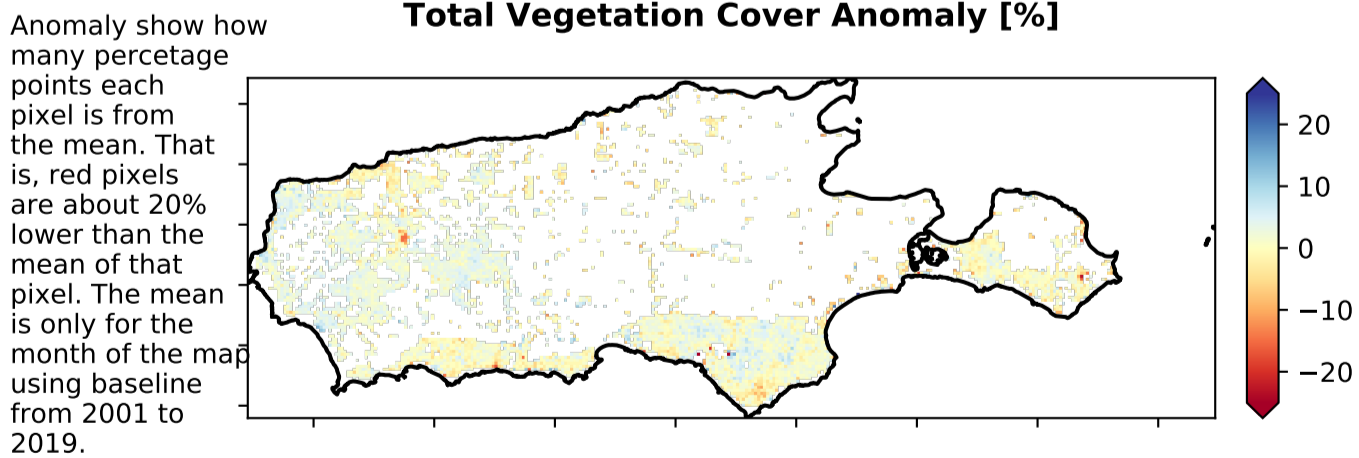 Total Vegetation Cover Anomaly [%]
Anomaly show how
many percetage
points each
pixel is from
the mean. That
is, red pixels
are about 20%
lower than the
mean of that
pixel. The mean
is only for the
month of the map
using baseline
from 2001 to
2019.
20
10
0
−10
−20